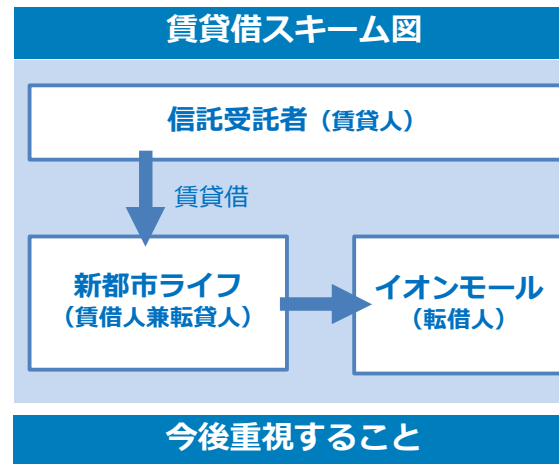 賃貸借スキーム図
信託受託者（賃貸人）
賃貸借
新都市ライフ
（賃借人兼転貸人）
イオンモール
（転借人）
今後重視すること